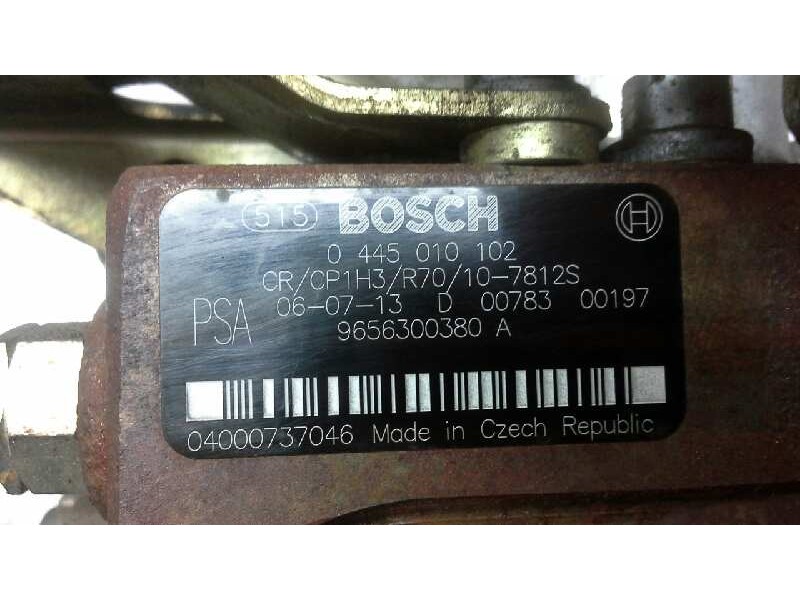 515 BOSCH
0 445 010 102
CR/CP1H3/R70/10-7812S
06-07-13 D 00783 00197
PSA 9656300380 A
04000737046 Made in Czech Republic